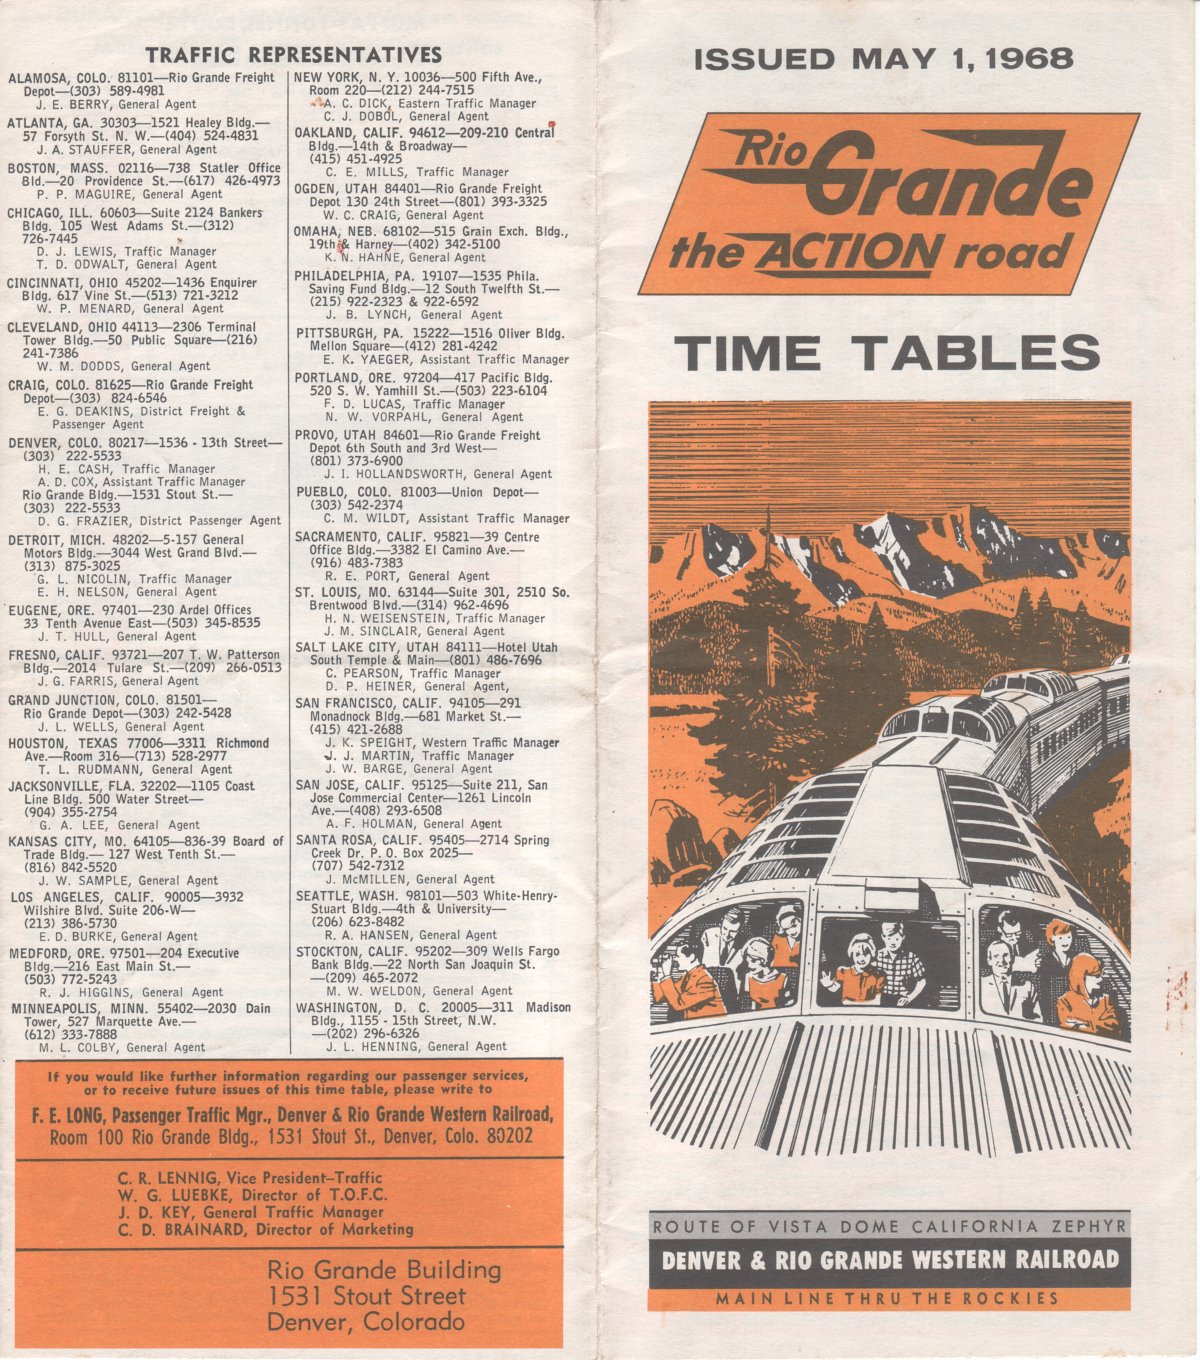 TRAFFIC REPRESENTATIVES
ALAMOSA, COLO. 81101—Rio Grande Freight
Depot—(303) 589-4981
J. E. BERRY, General Agent
ATLANTA, GA. 30303—1521 Healey Bldg.—
57 Forsyth St. N. W.—(404) 524-4831
J. A. STAUFFER, General Agent
BOSTON, MASS. 02116—738 Statler Office
Bld.—20 Providence St.—(617) 426-4973
P. P. MAGUIRE, General Agent
CHICAGO, ILL. 60603—Suite 2124 Bankers
Bldg. 105 West Adams St.—(312)
726-7445
D. J. LEWIS, Traffic Manager
T. D. ODWALT, General Agent
CINCINNATI, OHIO 45202—1436 Enquirer
Bldg. 617 Vine St.—(513) 721-3212
W. P. MENARD, General Agent
CLEVELAND, OHIO 44113—2306 Terminal
Tower Bldg.—50 Public Square—(216)
241-7386
W. M. DODDS, General Agent
CRAIG, COLO. 81625—Rio Grande Freight
Depot—(303) 824-6546
E. G. DEAKINS, District Freight &
Passenger Agent
DENVER, COLO. 80217—1536 - 13th Street—
(303) 222-5533
H. E. CASH, Traffic Manager
A. D. COX, Assistant Traffic Manager
Rio Grande Bldg.—1531 Stout St.—
(303) 222-5533
D. G. FRAZIER, District Passenger Agent
DETROIT, MICH. 48202—5-157 General
Motors Bldg.—3044 West Grand Blvd.—
(313) 875-3025
G. L. NICOLIN, Traffic Manager
E. H. NELSON, General Agent
EUGENE, ORE. 97401—230 Ardel Offices
33 Tenth Avenue East—(503) 345-8535
J. T. HULL, General Agent
FRESNO, CALIF. 93721—207 T. W. Patterson
Bldg.—2014 Tulare St.—(209) 266-0513
J. G. FARRIS, General Agent
GRAND JUNCTION, COLO. 81501—
Rio Grande Depot—(303) 242-5428
J. L. WELLS, General Agent
HOUSTON, TEXAS 77006—3311 Richmond
Ave.—Room 316—(713) 528-2977
T. L. RUDMANN, General Agent
JACKSONVILLE, FLA. 32202—1105 Coast
Line Bldg. 500 Water Street—
(904) 355-2754
G. A. LEE, General Agent
KANSAS CITY, MO. 64105—836-39 Board of
Trade Bldg.— 127 West Tenth St.—
(816) 842-5520
J. W. SAMPLE, General Agent
LOS ANGELES, CALIF. 90005—3932
Wilshire Blvd. Suite 206-W—
(213) 386-5730
E. D. BURKE, General Agent
MEDFORD, ORE. 97501—204 Executive
Bldg.—216 East Main St.—
(503) 772-5243
R. J. HIGGINS, General Agent
MINNEAPOLIS, MINN. 55402—2030 Dain
Tower, 527 Marquette Ave.—
(612) 333-7888
M. L. COLBY, General Agent
NEW YORK, N. Y. 10036—500 Fifth Ave.,
Room 220—(212) 244-7515
A. C. DICK, Eastern Traffic Manager
C. J. DOBOL, General Agent
OAKLAND, CALIF. 94612—209-210 Central
Bldg.—14th & Broadway—
(415) 451-4925
C. E. MILLS, Traffic Manager
OGDEN, UTAH 84401—Rio Grande Freight
Depot 130 24th Street—(801) 393-3325
W. C. CRAIG, General Agent
OMAHA, NEB. 68102—515 Grain Exch. Bldg.,
19th & Harney—(402) 342-5100
K. N. HAHNE, General Agent
PHILADELPHIA, PA. 19107—1535 Phila.
Saving Fund Bldg.—12 South Twelfth St.—
(215) 922-2323 & 922-6592
J. B. LYNCH, General Agent
PITTSBURGH, PA. 15222—1516 Oliver Bldg.
Mellon Square—(412) 281-4242
E. K. YAEGER, Assistant Traffic Manager
PORTLAND, ORE. 97204—417 Pacific Bldg.
520 S. W. Yamhill St.—(503) 223-6104
F. D. LUCAS, Traffic Manager
N. W. VORPAHL, General Agent
PROVO, UTAH 84601—Rio Grande Freight
Depot 6th South and 3rd West—
(801) 373-6900
J. I. HOLLANDSWORTH, General Agent
PUEBLO, COLO. 81003—Union Depot—
(303) 542-2374
C. M. WILDT, Assistant Traffic Manager
SACRAMENTO, CALIF. 95821—39 Centre
Office Bldg.—3382 El Camino Ave.—
(916) 483-7383
R. E. PORT, General Agent
ST. LOUIS, MO. 63144—Suite 301, 2510 So.
Brentwood Blvd.—(314) 962-4696
H. N. WEISENSTEIN, Traffic Manager
J. M. SINCLAIR, General Agent
SALT LAKE CITY, UTAH 84111—Hotel Utah
South Temple & Main—(801) 486-7696
C. PEARSON, Traffic Manager
D. P. HEINER, General Agent,
SAN FRANCISCO, CALIF. 94105—291
Monadnock Bldg.—681 Market St.—
(415) 421-2688
J. K. SPEIGHT, Western Traffic Manager
J. J. MARTIN, Traffic Manager
J. W. BARGE, General Agent
SAN JOSE, CALIF. 95125—Suite 211, San
Jose Commercial Center—1261 Lincoln
Ave.—(408) 293-6508
A. F. HOLMAN, General Agent
SANTA ROSA, CALIF. 95405—2714 Spring
Creek Dr. P. O. Box 2025—
(707) 542-7312
J. McMILLEN, General Agent
SEATTLE, WASH. 98101—503 White-Henry-
Stuart Bldg.—4th & University—
(206) 623-8482
R. A. HANSEN, General Agent
STOCKTON, CALIF. 95202—309 Wells Fargo
Bank Bldg.—22 North San Joaquin St.
—(209) 465-2072
M. W. WELDON, General Agent
WASHINGTON, D. C. 20005—311 Madison
Bldg., 1155 - 15th Street, N.W.
—(202) 296-6326
J. L. HENNING, General Agent
If you would like further information regarding our passenger services,
or to receive future issues of this time table, please write to
F. E. LONG, Passenger Traffic Mgr., Denver & Rio Grande Western Railroad,
Room 100 Rio Grande Bldg., 1531 Stout St., Denver, Colo. 80202
C. R. LENNIG, Vice President–Traffic
W. G. LUEBKE, Director of T.O.F.C.
J. D. KEY, General Traffic Manager
C. D. BRAINARD, Director of Marketing
Rio Grande Building
1531 Stout Street
Denver, Colorado
ISSUED MAY 1, 1968
Rio
Grande
the ACTION road
TIME TABLES
ROUTE OF VISTA DOME CALIFORNIA ZEPHYR
DENVER & RIO GRANDE WESTERN RAILROAD
MAIN LINE THRU THE ROCKIES